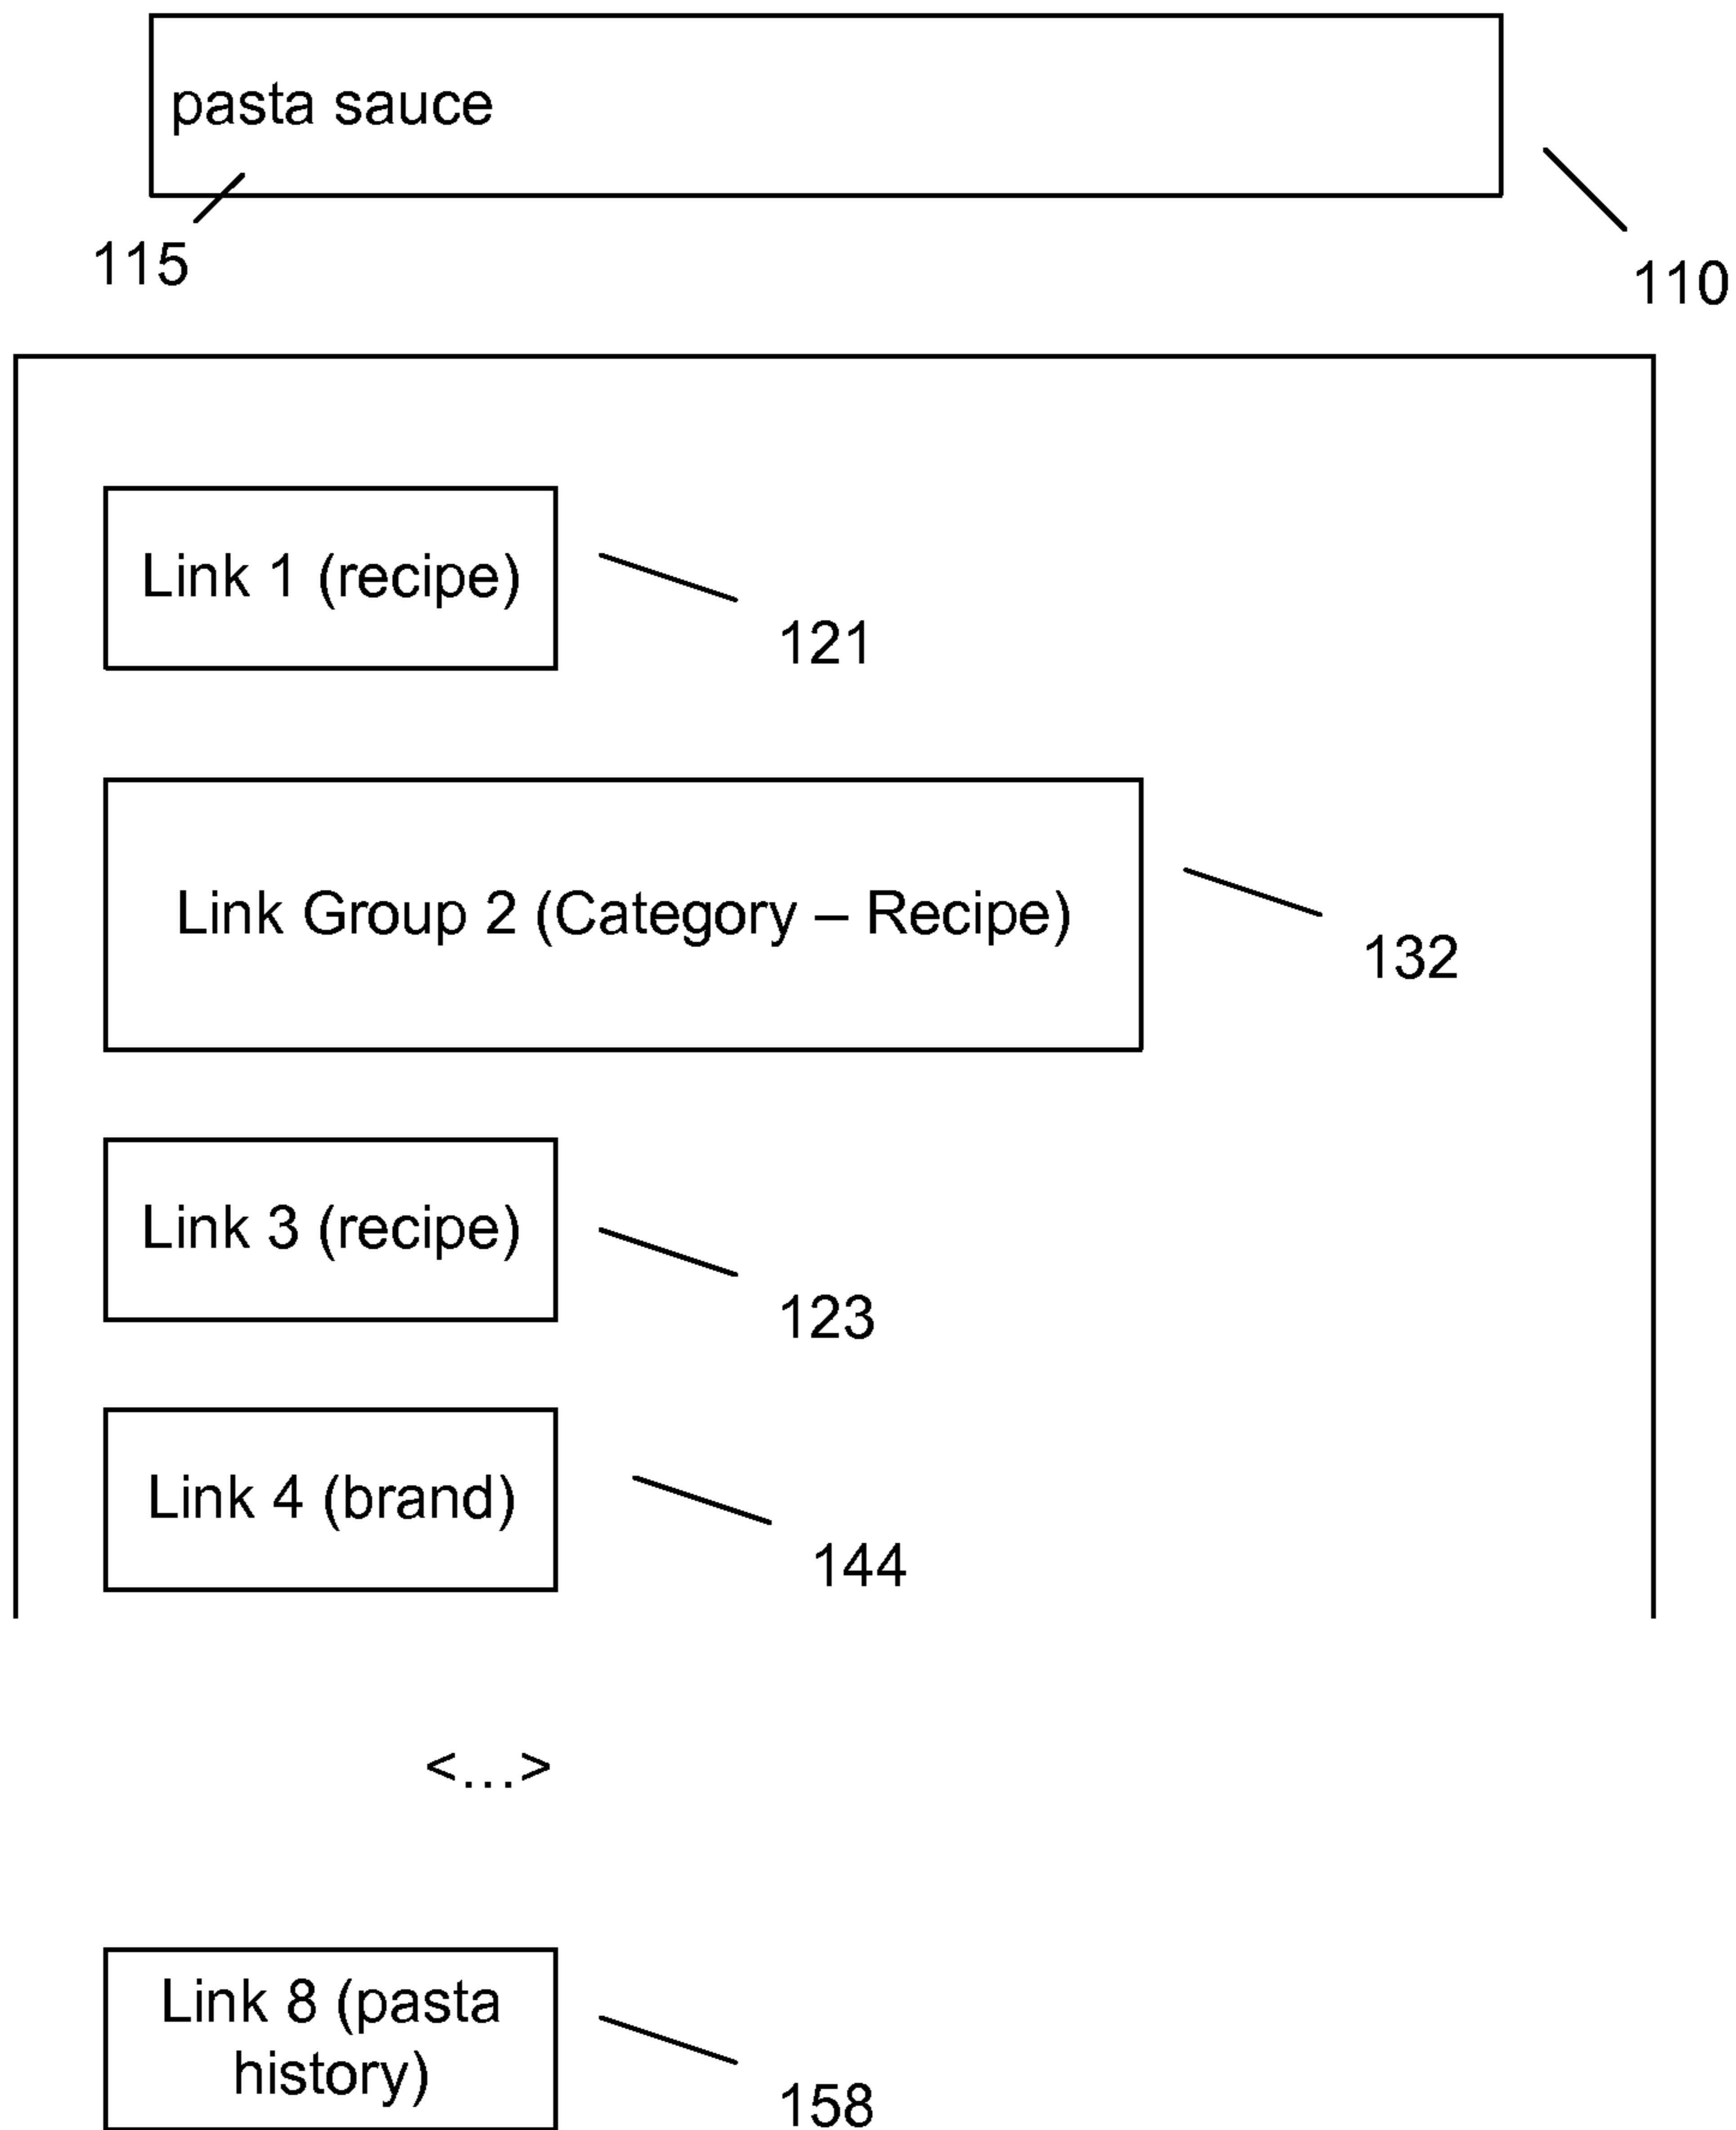 pasta sauce
115
110
Link 1 (recipe)
121
Link Group 2 (Category – Recipe)
132
Link 3 (recipe)
123
Link 4 (brand)
144
<...>
Link 8 (pasta
history)
158